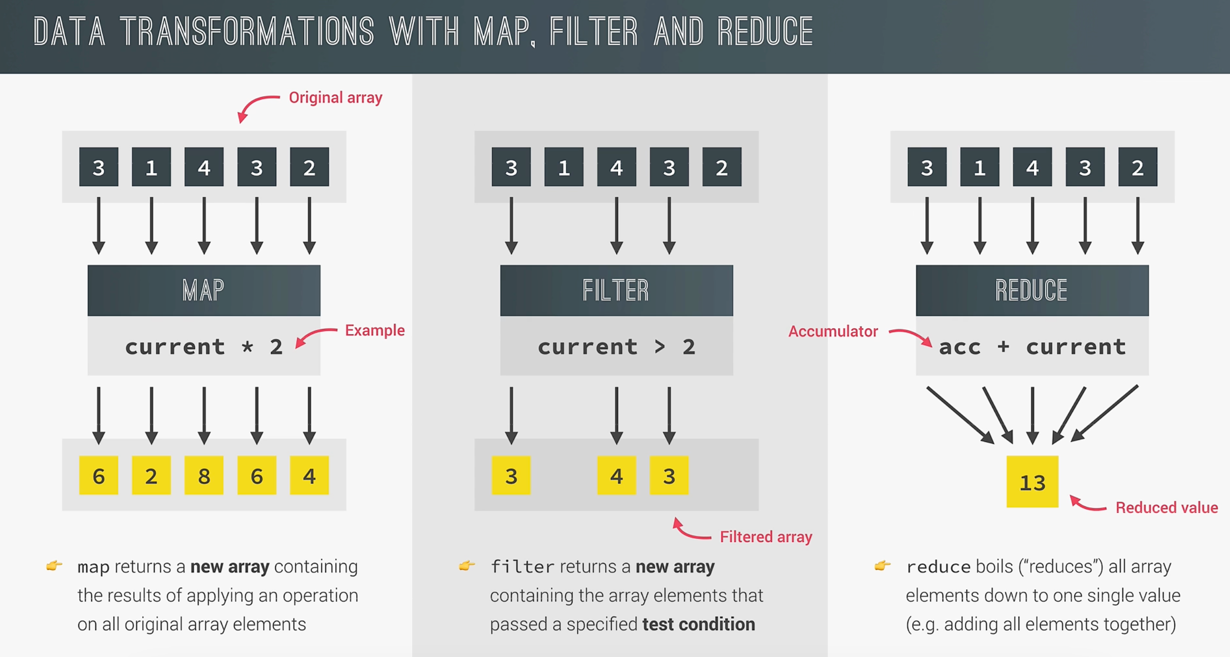 DATA TRANSFORMATIONS WITH MAP, FILTER AND REDUCE
Original array
3 1 4 3 2
MAP
current * 2
Example
6 2 8 6 4
👉 map returns a new array containing
the results of applying an operation
on all original array elements
3 1 4 3 2
FILTER
current > 2
3 4 3
Filtered array
👉 filter returns a new array
containing the array elements that
passed a specified test condition
3 1 4 3 2
REDUCE
Accumulator
acc + current
13
Reduced value
👉 reduce boils (“reduces”) all array
elements down to one single value
(e.g. adding all elements together)